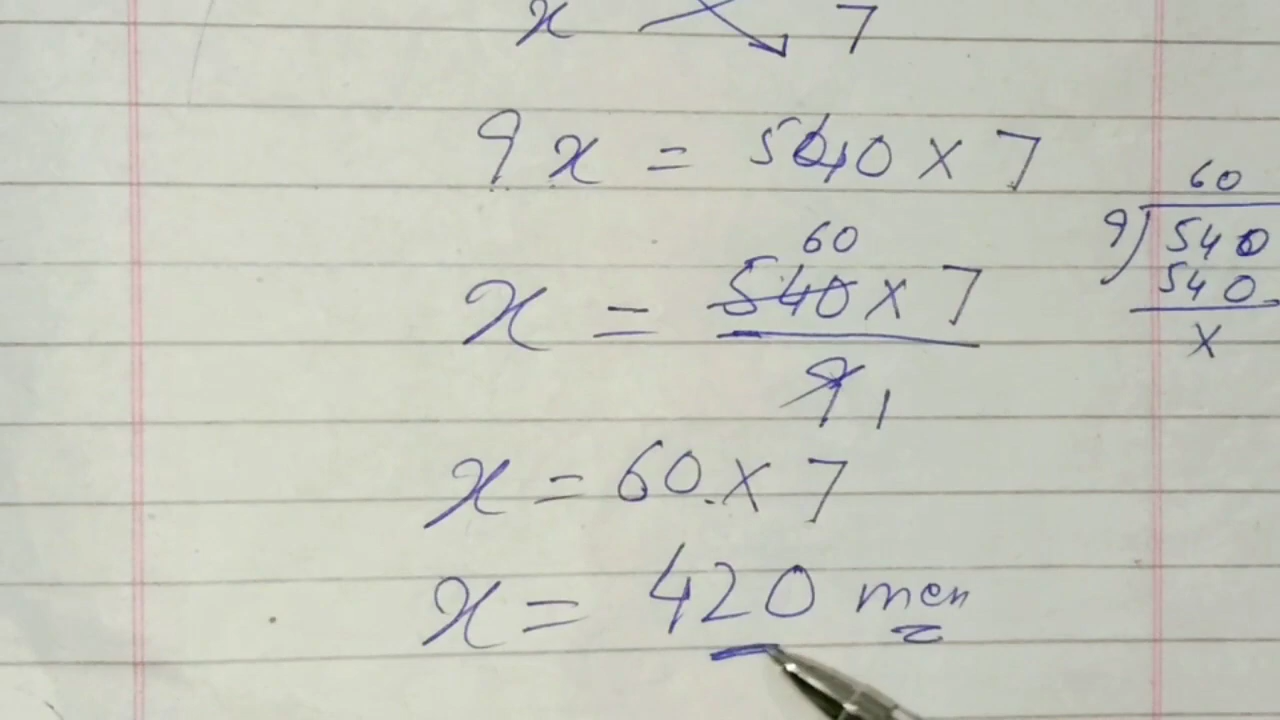 x 7
9x = 540 x 7
60
x = 540 x 7
9 1
x = 60 x 7
x = 420 men
60
9) 540
540
x